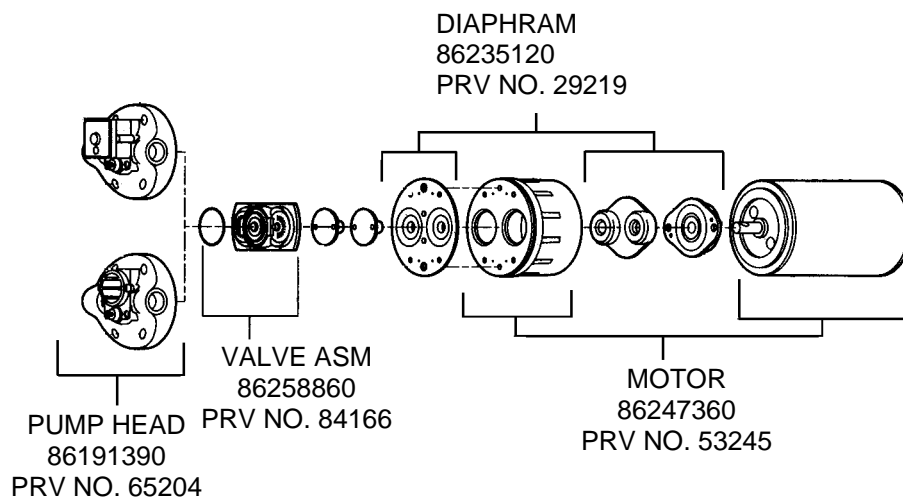 DIAPHRAM
86235120
PRV NO. 29219
VALVE ASM
86258860
PRV NO. 84166
MOTOR
86247360
PRV NO. 53245
PUMP HEAD
86191390
PRV NO. 65204